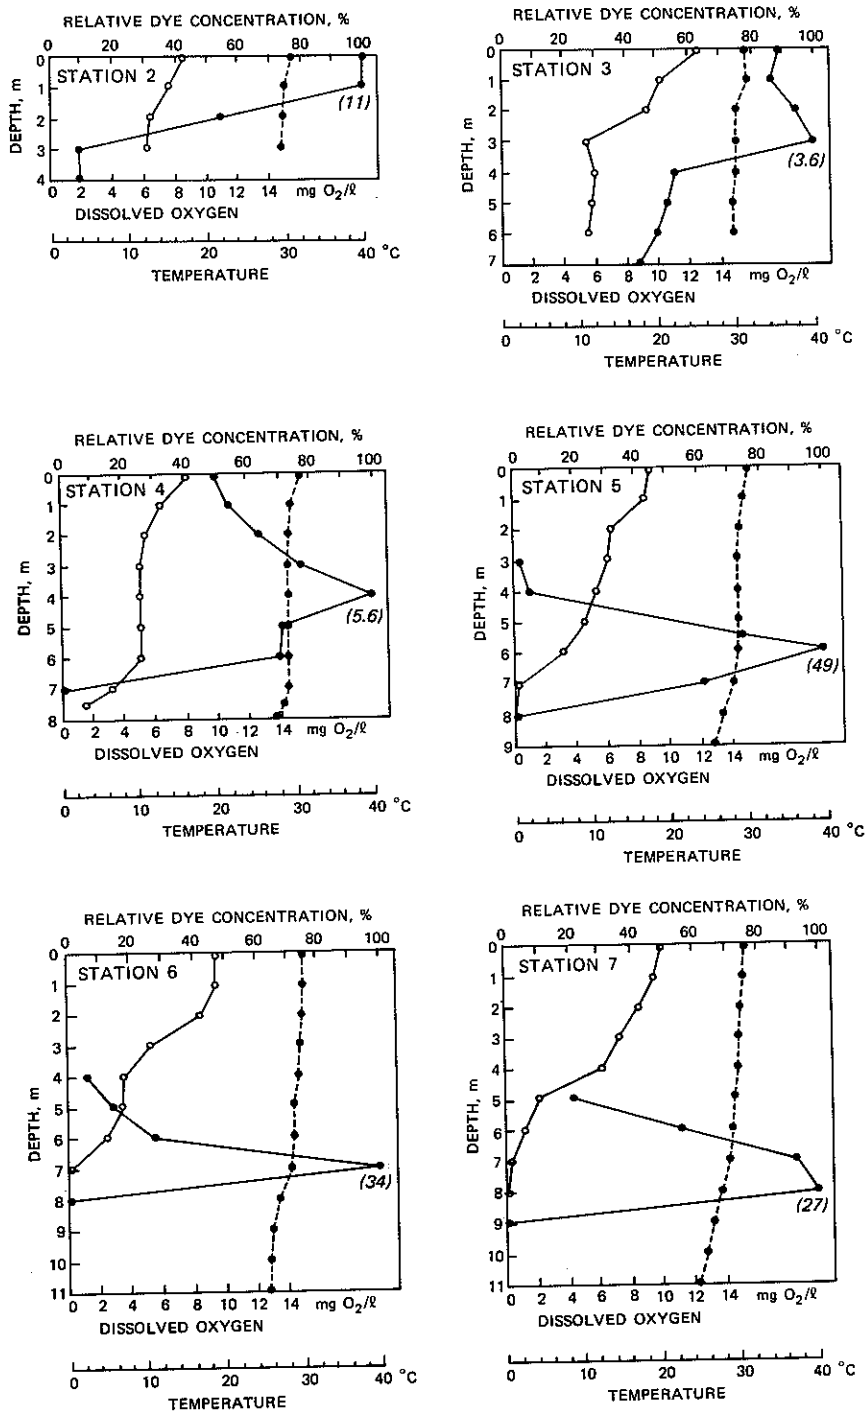 RELATIVE DYE CONCENTRATION, %
0 20 40 60 80 100
STATION 2
DEPTH, m
0
1
2
3
4
(11)
0 2 4 6 8 10 12 14 mg O₂/ℓ
DISSOLVED OXYGEN
0 10 20 30 40 °C
TEMPERATURE
RELATIVE DYE CONCENTRATION, %
0 20 40 60 80 100
STATION 3
DEPTH, m
0
1
2
3
4
5
6
7
(3.6)
0 2 4 6 8 10 12 14 mg O₂/ℓ
DISSOLVED OXYGEN
0 10 20 30 40 °C
TEMPERATURE
RELATIVE DYE CONCENTRATION, %
0 20 40 60 80 100
STATION 4
DEPTH, m
0
1
2
3
4
5
6
7
8
(5.6)
0 2 4 6 8 10 12 14 mg O₂/ℓ
DISSOLVED OXYGEN
0 10 20 30 40 °C
TEMPERATURE
RELATIVE DYE CONCENTRATION, %
0 20 40 60 80 100
STATION 5
DEPTH, m
0
1
2
3
4
5
6
7
8
9
(49)
0 2 4 6 8 10 12 14 mg O₂/ℓ
DISSOLVED OXYGEN
0 10 20 30 40 °C
TEMPERATURE
RELATIVE DYE CONCENTRATION, %
0 20 40 60 80 100
STATION 6
DEPTH, m
0
1
2
3
4
5
6
7
8
9
10
11
(34)
0 2 4 6 8 10 12 14 mg O₂/ℓ
DISSOLVED OXYGEN
0 10 20 30 40 °C
TEMPERATURE
RELATIVE DYE CONCENTRATION, %
0 20 40 60 80 100
STATION 7
DEPTH, m
0
1
2
3
4
5
6
7
8
9
10
11
(27)
0 2 4 6 8 10 12 14 mg O₂/ℓ
DISSOLVED OXYGEN
0 10 20 30 40 °C
TEMPERATURE